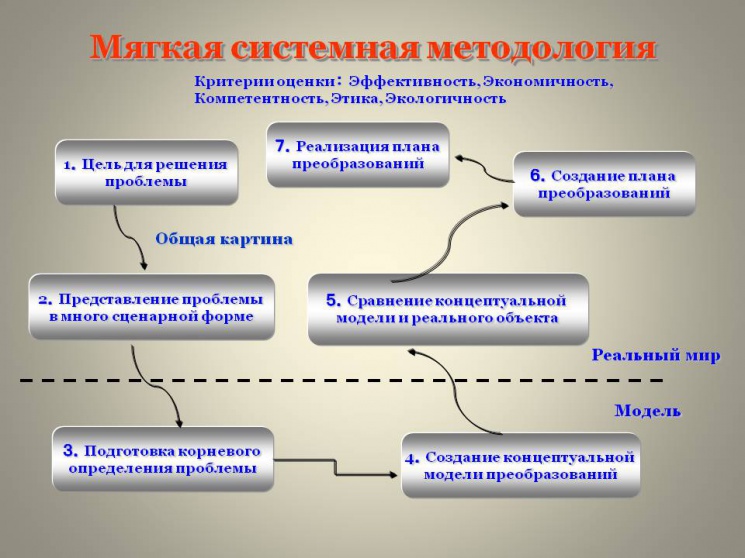 Мягкая системная методология
Критерии оценки: Эффективность, Экономичность,
Компетентность, Этика, Экологичность
1. Цель для решения
проблемы
7. Реализация плана
преобразований
6. Создание плана
преобразований
Общая картина
2. Представление проблемы
в много сценарной форме
5. Сравнение концептуальной
модели и реального объекта
Реальный мир
Модель
3. Подготовка корневого
определения проблемы
4. Создание концептуальной
модели преобразований